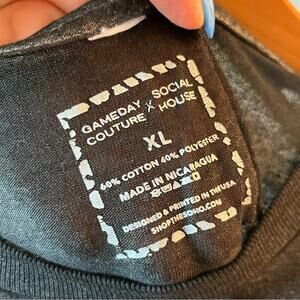 GAMEDAY COUTURE X SOCIAL HOUSE
XL
60% COTTON 40% POLYESTER
MADE IN NICARAGUA
DESIGNED & PRINTED IN THE USA
SHOPTHESOHO.COM